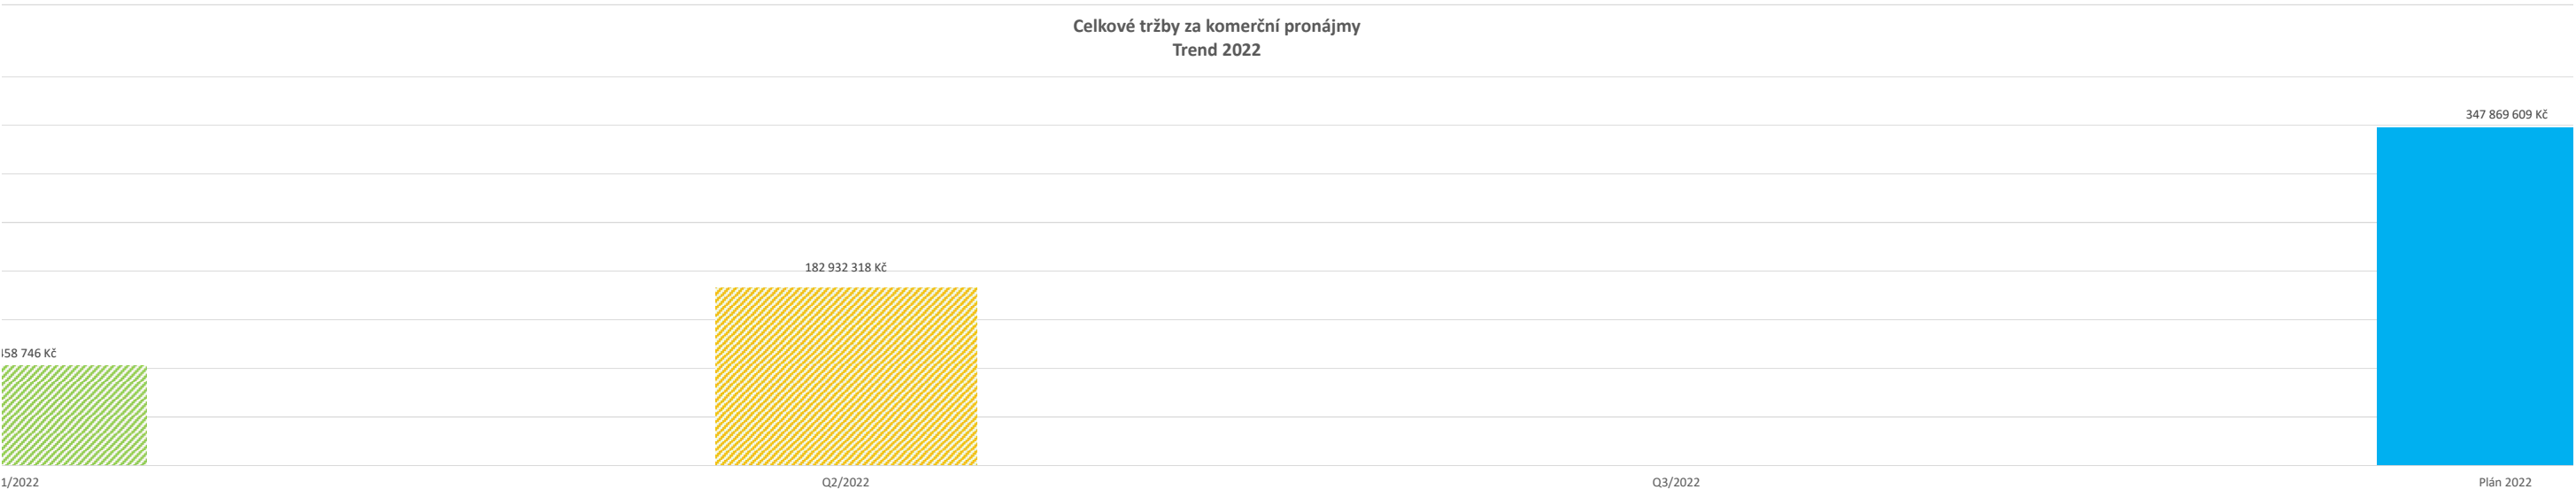 Celkové tržby za komerční pronájmy
Trend 2022
347 869 609 Kč
182 932 318 Kč
58 746 Kč
1/2022
Q2/2022
Q3/2022
Plán 2022